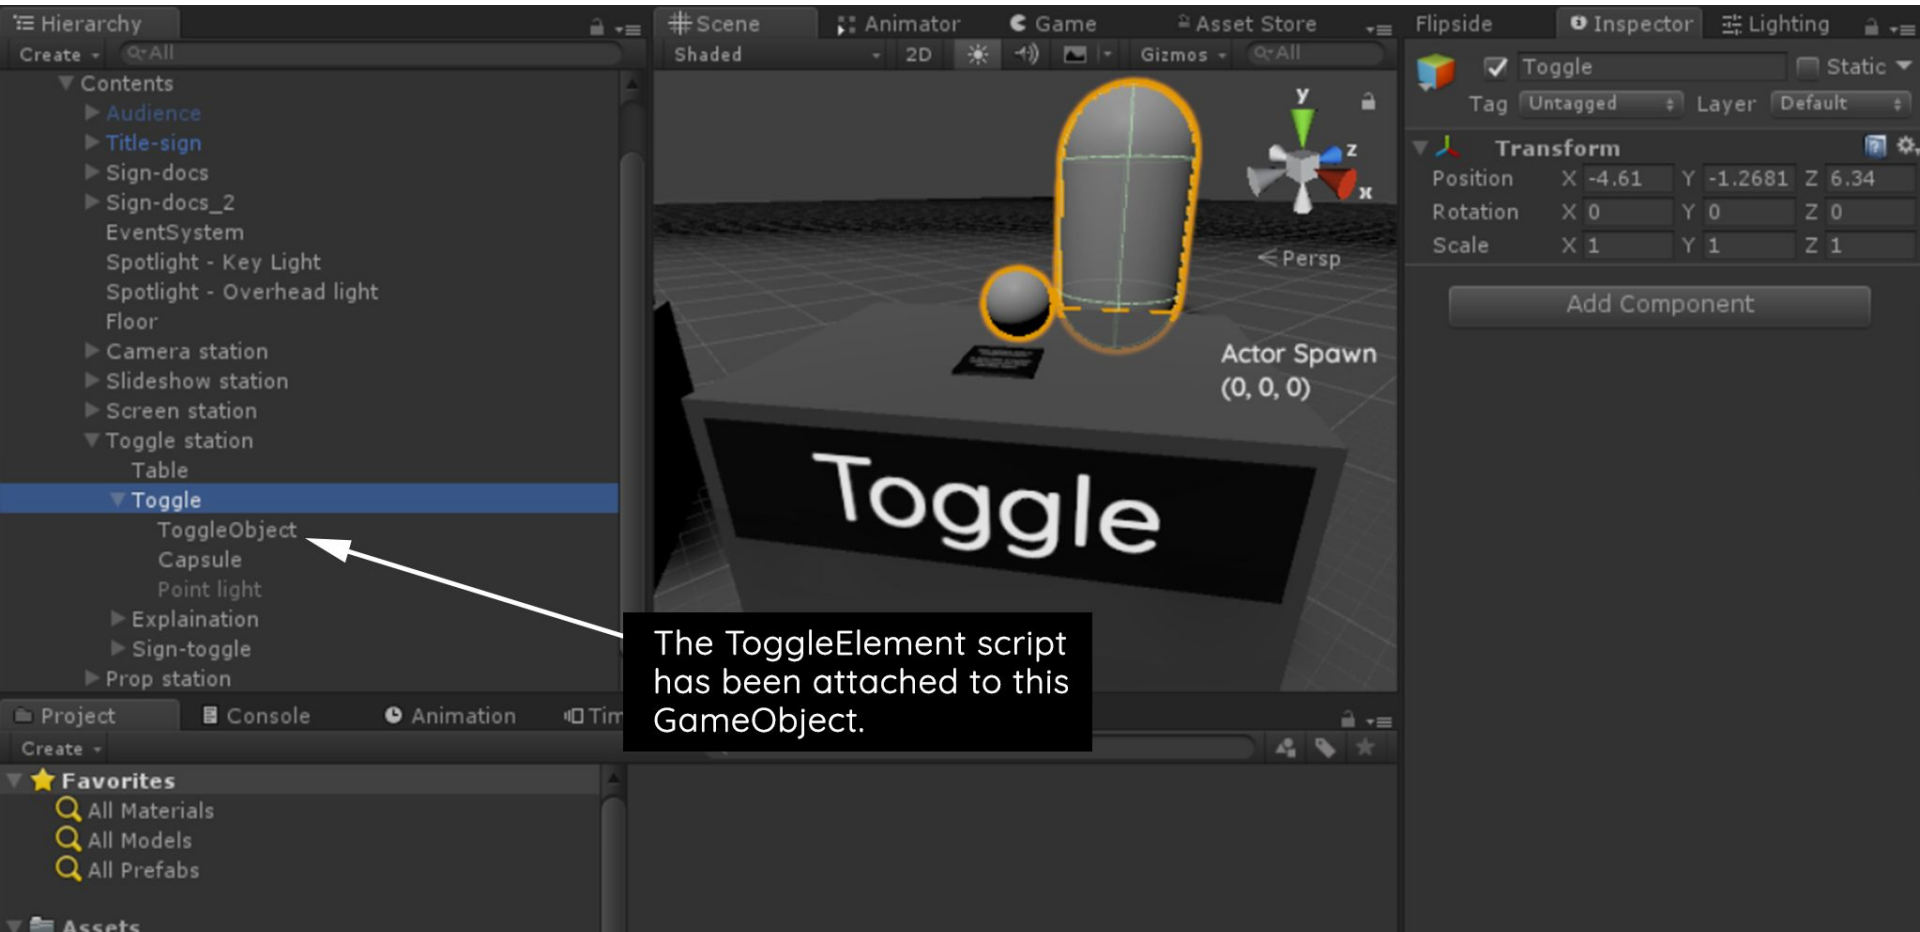 Hierarchy
Create
All
Contents
Audience
Title-sign
Sign-docs
Sign-docs_2
EventSystem
Spotlight - Key Light
Spotlight - Overhead light
Floor
Camera station
Slideshow station
Screen station
Toggle station
Table
Toggle
ToggleObject
Capsule
Point light
Explaination
Sign-toggle
Prop station
Scene
Animator
Game
Asset Store
Shaded
2D
Gizmos
All
y
z
x
Persp
Actor Spawn
(0, 0, 0)
Toggle
The ToggleElement script
has been attached to this
GameObject.
Flipside
Inspector
Lighting
Toggle
Static
Tag Untagged Layer Default
Transform
Position X -4.61 Y -1.2681 Z 6.34
Rotation X 0 Y 0 Z 0
Scale X 1 Y 1 Z 1
Add Component
Project
Console
Animation
Tim
Create
Favorites
All Materials
All Models
All Prefabs
Assets